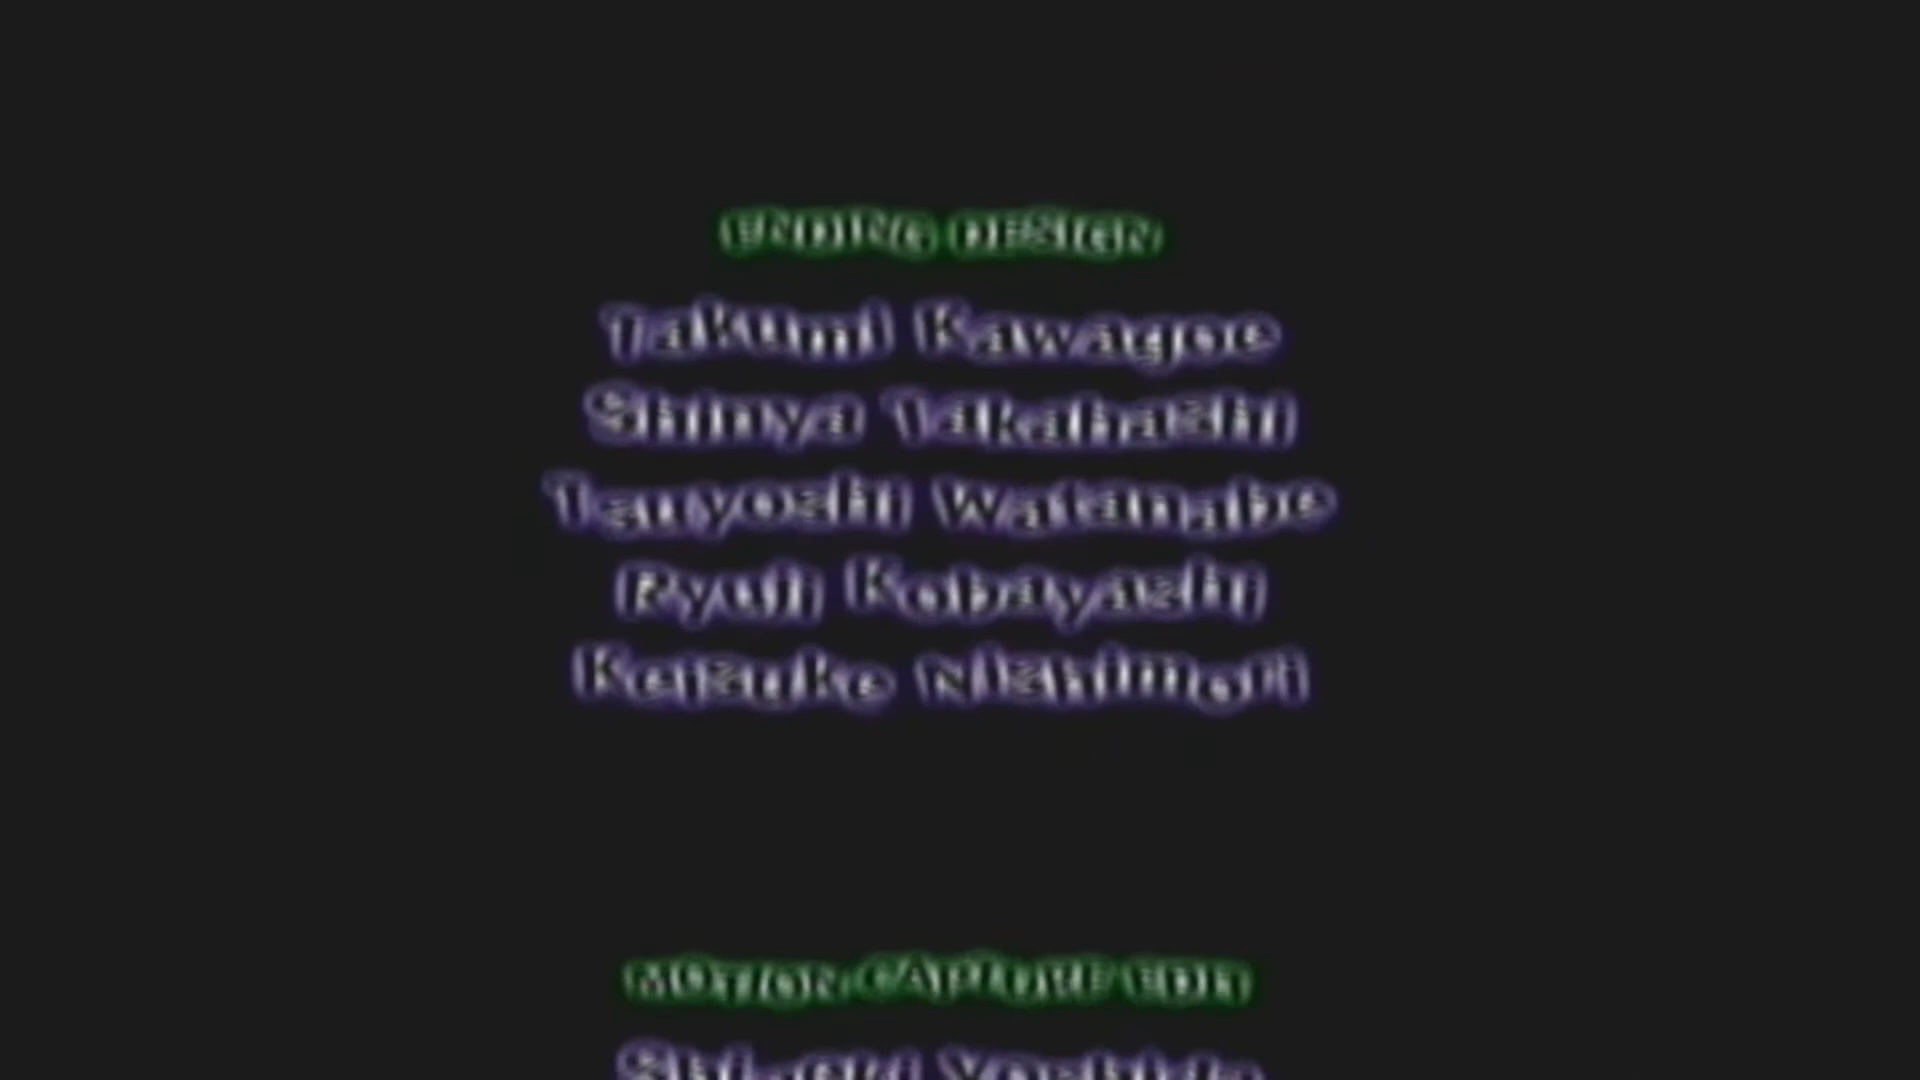 ENDING DESIGN
Takumi Kawagoe
Shinya Takahashi
Tsuyoshi Watanabe
Ryuji Kobayashi
Keisuke Nishimori
MOTION CAPTURE EDIT